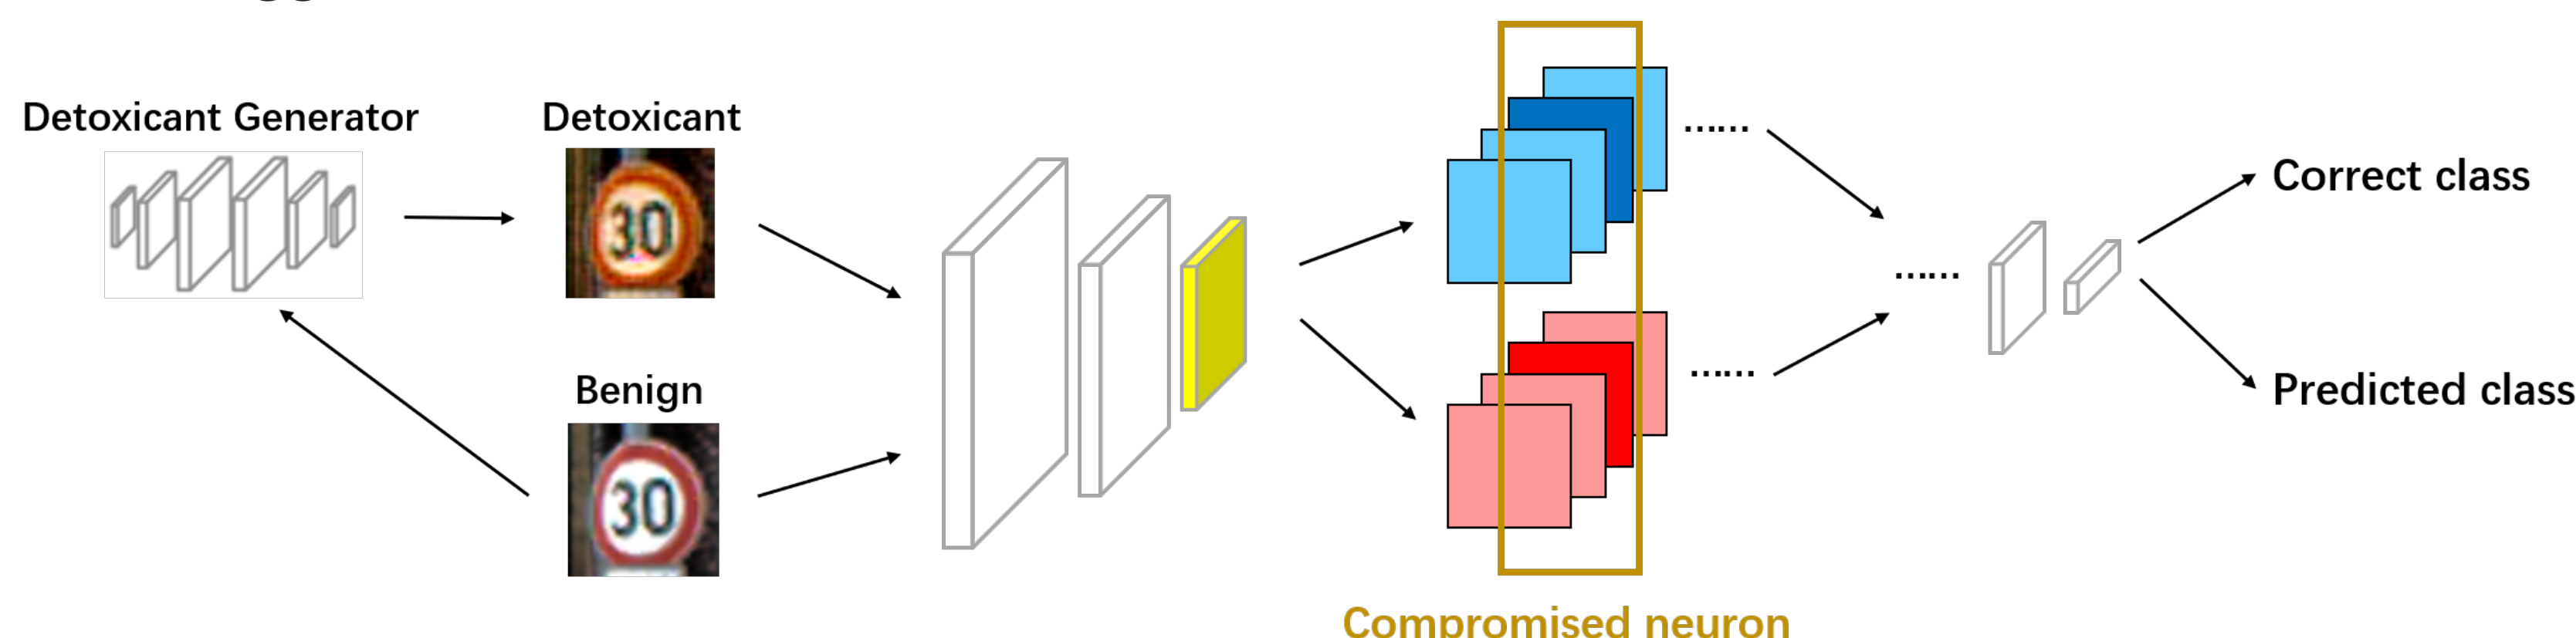 Detoxicant Generator
Detoxicant
30
Benign
30
......
......
......
Correct class
Predicted class
Compromised neuron